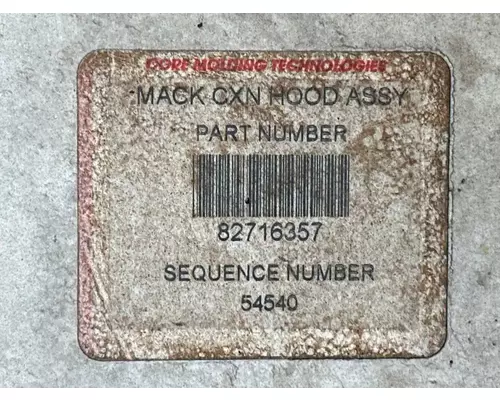 CORE MOLDING TECHNOLOGIES
MACK CXN HOOD ASSY
PART NUMBER
82716357
SEQUENCE NUMBER
54540